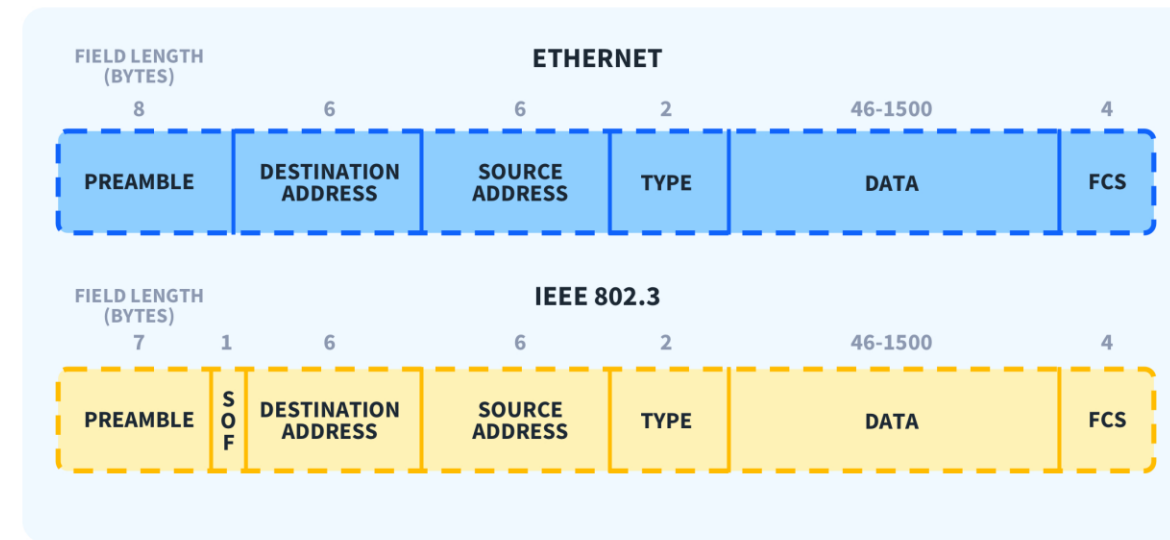 FIELD LENGTH
(BYTES)
ETHERNET
8 6 6 2 46-1500 4
PREAMBLE DESTINATION ADDRESS SOURCE ADDRESS TYPE DATA FCS
FIELD LENGTH
(BYTES)
IEEE 802.3
7 1 6 6 2 46-1500 4
PREAMBLE SOF DESTINATION ADDRESS SOURCE ADDRESS TYPE DATA FCS